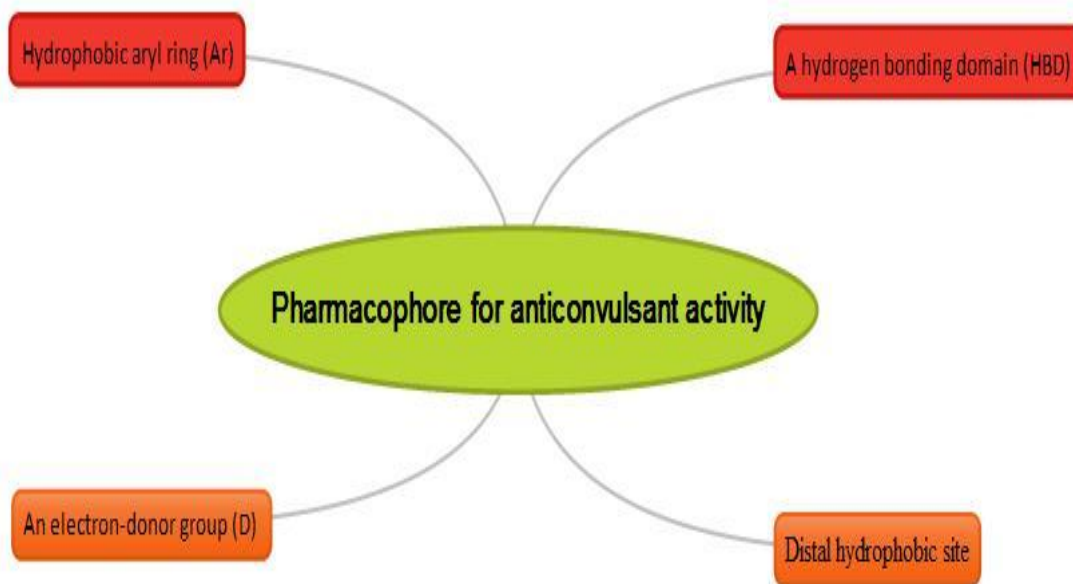 Hydrophobic aryl ring (Ar)
A hydrogen bonding domain (HBD)
Pharmacophore for anticonvulsant activity
An electron-donor group (D)
Distal hydrophobic site